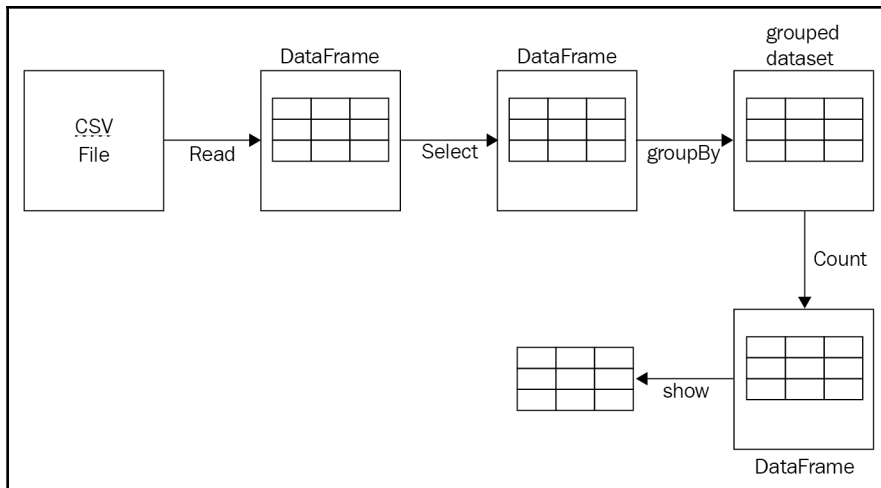 grouped
dataset
DataFrame
DataFrame
CSV
File
Read
Select
groupBy
Count
show
DataFrame